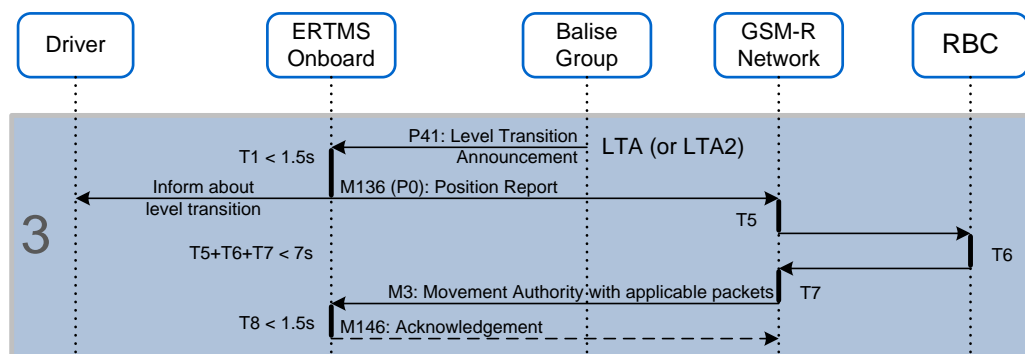 Driver
ERTMS
Onboard
Balise
Group
GSM-R
Network
RBC
P41: Level Transition
Announcement
LTA (or LTA2)
T1 < 1.5s
Inform about
level transition
M136 (P0): Position Report
3
T5
T5+T6+T7 < 7s
T6
M3: Movement Authority with applicable packets
T7
T8 < 1.5s
M146: Acknowledgement